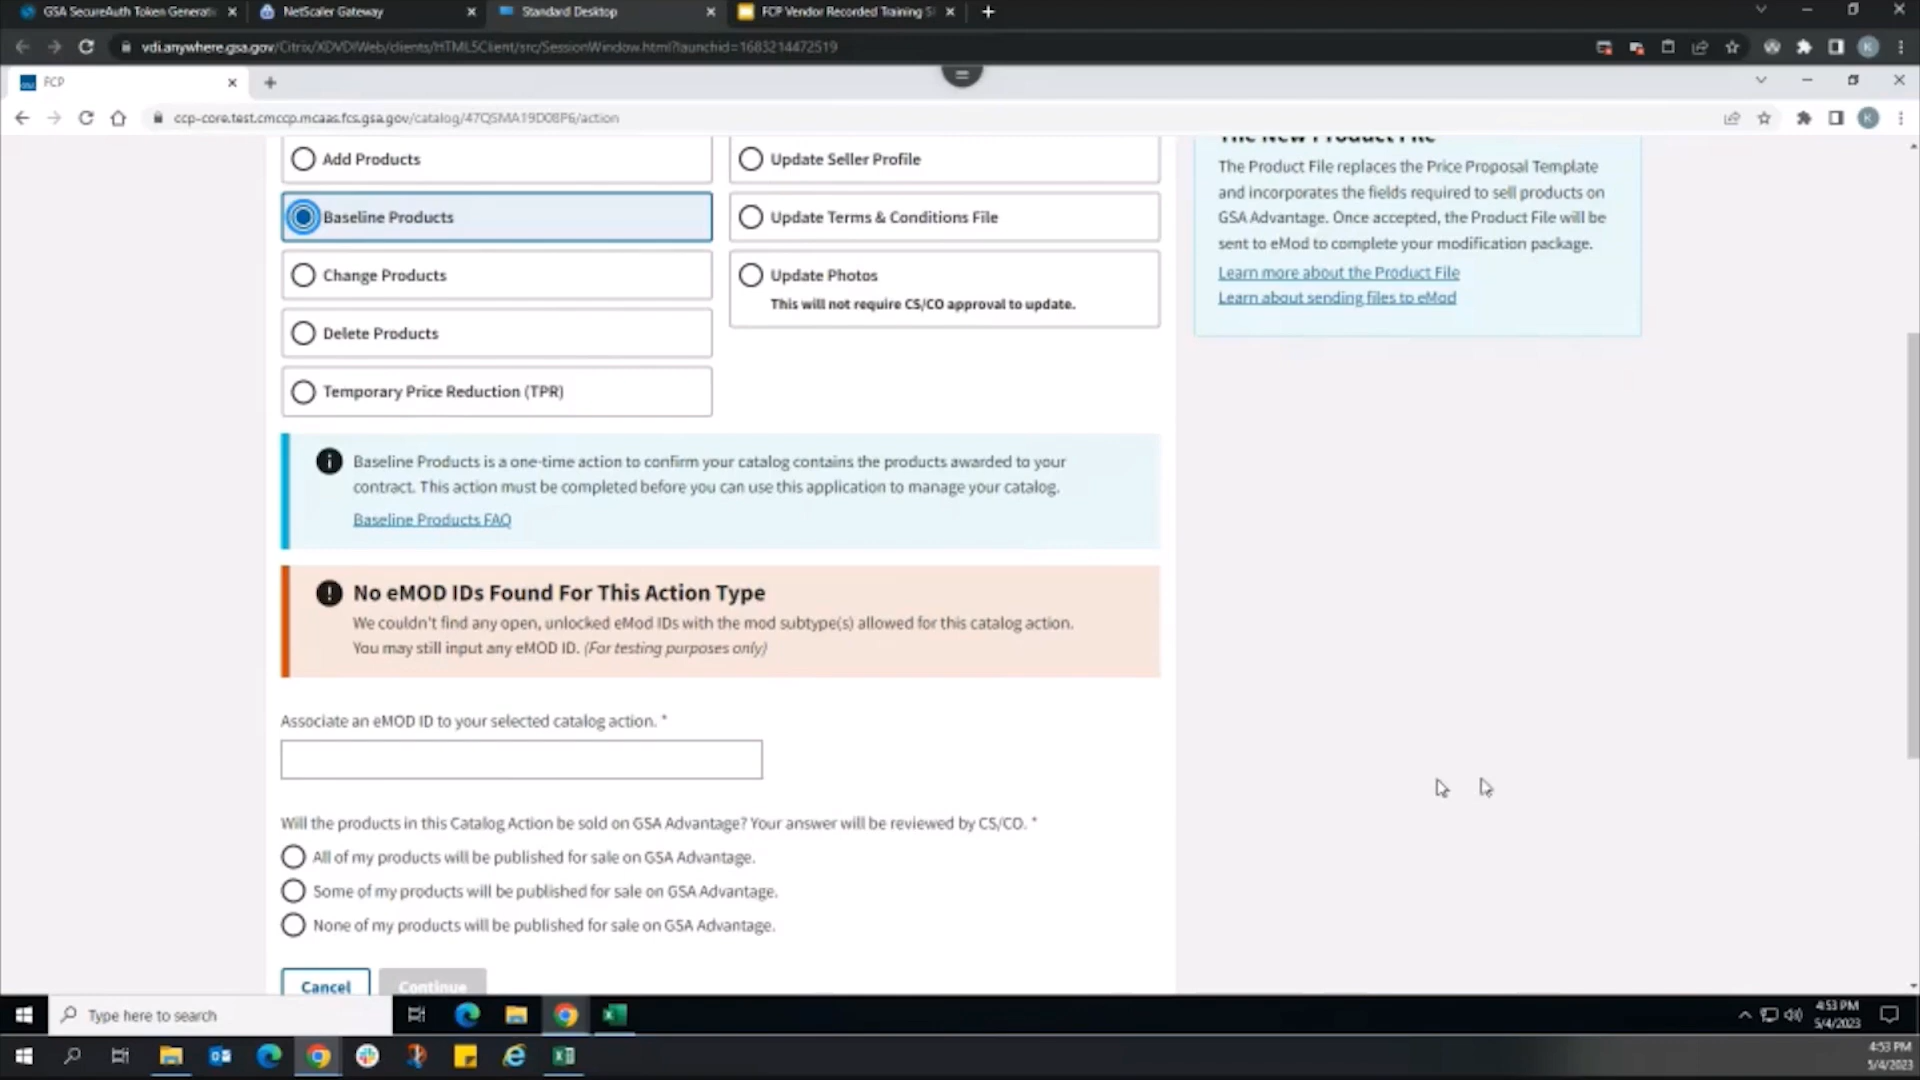 GSA SecureAuth Token Generat
NetScaler Gateway
Standard Desktop
FCP Vendor Recorded Training S
vdi.anywhere.gsa.gov/Citrix/XDVDIWeb/clients/HTML5Client/src/SessionWindow.html?launchid=1683214472519
FCP
ccp-core.test.cmccp.mcaas.fcs.gsa.gov/catalog/47QSMA19D08P6/action
Add Products
Baseline Products
Change Products
Delete Products
Temporary Price Reduction (TPR)
Update Seller Profile
Update Terms & Conditions File
Update Photos
This will not require CS/CO approval to update.
The New Product File
The Product File replaces the Price Proposal Template
and incorporates the fields required to sell products on
GSA Advantage. Once accepted, the Product File will be
sent to eMod to complete your modification package.
Learn more about the Product File
Learn about sending files to eMod
Baseline Products is a one-time action to confirm your catalog contains the products awarded to your
contract. This action must be completed before you can use this application to manage your catalog.
Baseline Products FAQ
No eMOD IDs Found For This Action Type
We couldn't find any open, unlocked eMod IDs with the mod subtype(s) allowed for this catalog action.
You may still input any eMOD ID. (For testing purposes only)
Associate an eMOD ID to your selected catalog action. *
Will the products in this Catalog Action be sold on GSA Advantage? Your answer will be reviewed by CS/CO. *
All of my products will be published for sale on GSA Advantage.
Some of my products will be published for sale on GSA Advantage.
None of my products will be published for sale on GSA Advantage.
Cancel
Continue
Type here to search
4:53 PM
5/4/2023
4:53 PM
5/4/2023